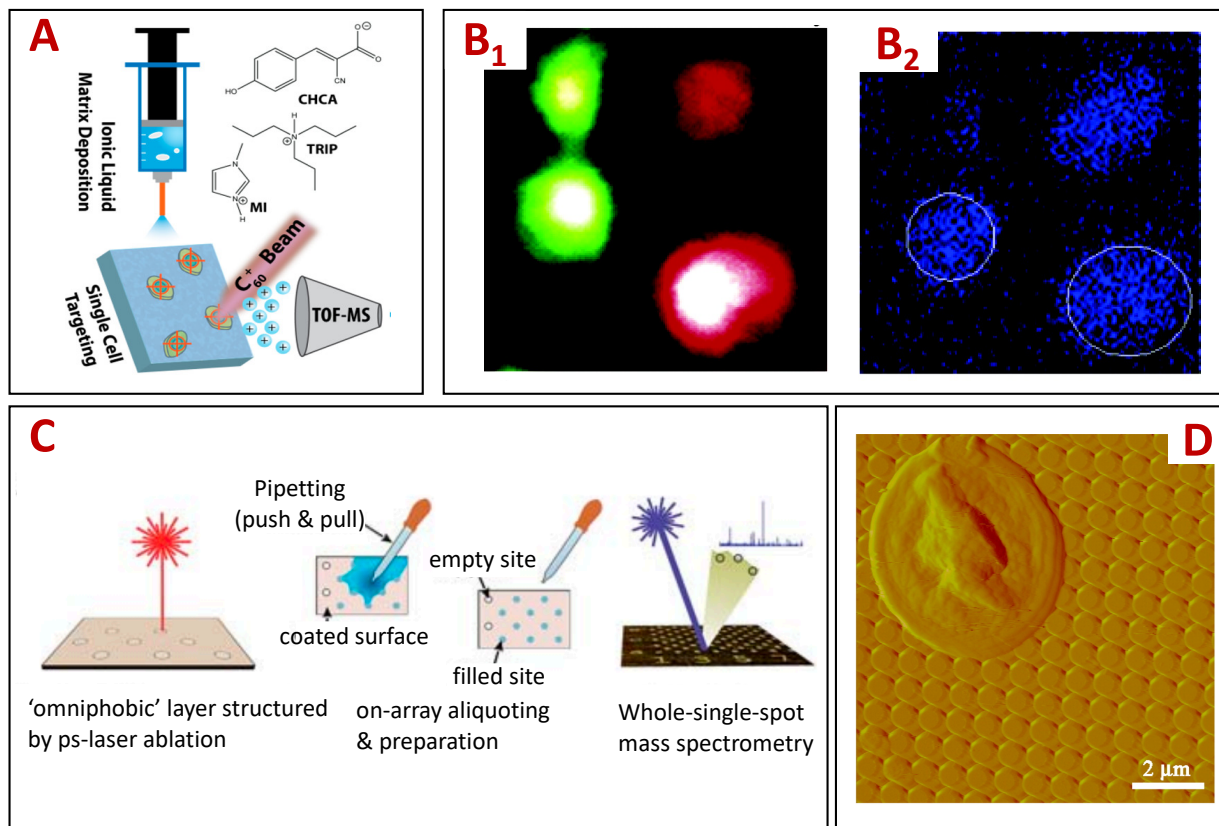 A
Ionic Liquid
Matrix Deposition
O
⊖
O
CN
HO
CHCA
H
N
⊕
TRIP
N
N
⊕
H
MI
C₆₀⁺ Beam
Single Cell
Targeting
TOF-MS
B₁
B₂
C
Pipetting
(push & pull)
empty site
coated surface
filled site
‘omniphobic’ layer structured
by ps-laser ablation
on-array aliquoting
& preparation
Whole-single-spot
mass spectrometry
D
2 μm